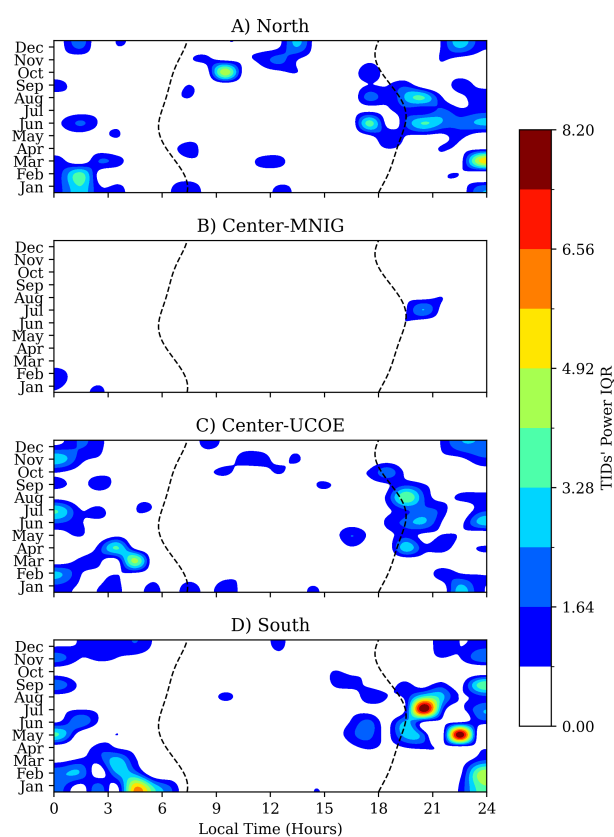 A) North
Dec
Nov
Oct
Sep
Aug
Jul
Jun
May
Apr
Mar
Feb
Jan
B) Center-MNIG
Dec
Nov
Oct
Sep
Aug
Jul
Jun
May
Apr
Mar
Feb
Jan
C) Center-UCOE
Dec
Nov
Oct
Sep
Aug
Jul
Jun
May
Apr
Mar
Feb
Jan
D) South
Dec
Nov
Oct
Sep
Aug
Jul
Jun
May
Apr
Mar
Feb
Jan
0 3 6 9 12 15 18 21 24
Local Time (Hours)
8.20
6.56
4.92
3.28
1.64
0.00
TIDs' Power IQR